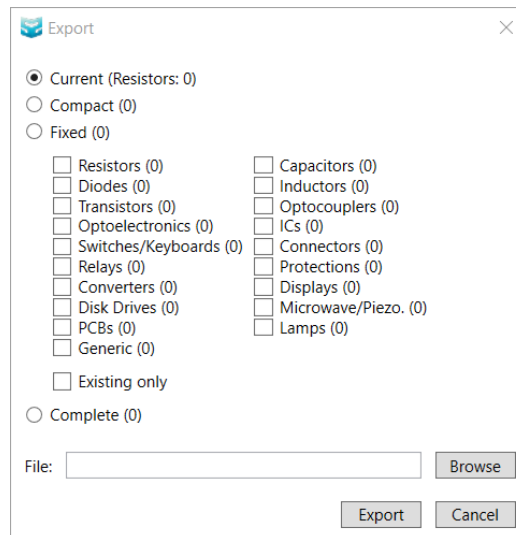 Export
Current (Resistors: 0)
Compact (0)
Fixed (0)
Resistors (0) Capacitors (0)
Diodes (0) Inductors (0)
Transistors (0) Optocouplers (0)
Optoelectronics (0) ICs (0)
Switches/Keyboards (0) Connectors (0)
Relays (0) Protections (0)
Converters (0) Displays (0)
Disk Drives (0) Microwave/Piezo. (0)
PCBs (0) Lamps (0)
Generic (0)
Existing only
Complete (0)
File: Browse
Export Cancel